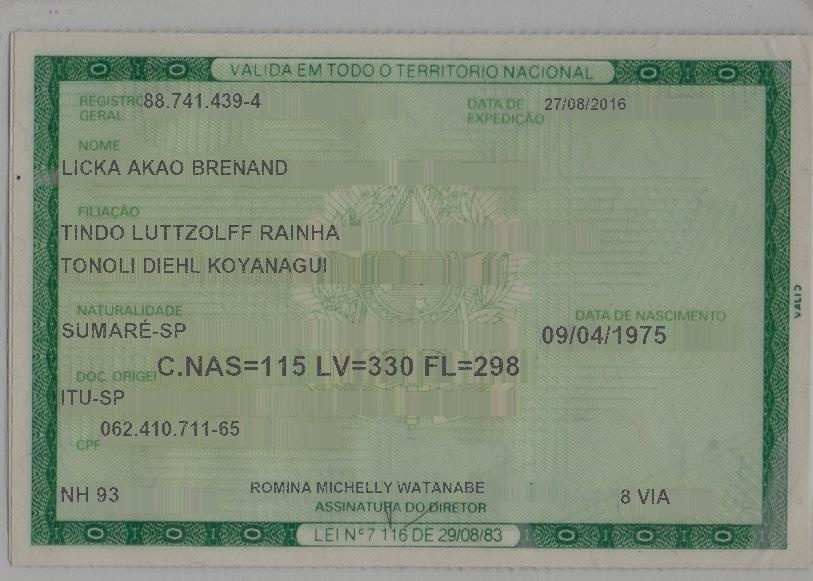 VALIDA EM TODO O TERRITORIO NACIONAL
REGISTRO GERAL 88.741.439-4 DATA DE EXPEDIÇÃO 27/08/2016
NOME
LICKA AKAO BRENAND
FILIAÇÃO
TINDO LUTTZOLFF RAINHA
TONOLI DIEHL KOYANAGUI
NATURALIDADE DATA DE NASCIMENTO
SUMARÉ-SP 09/04/1975
DOC. ORIGEM C.NAS=115 LV=330 FL=298
ITU-SP
CPF 062.410.711-65
NH 93 ROMINA MICHELLY WATANABE 8 VIA
ASSINATURA DO DIRETOR
LEI Nº 7 116 DE 29/08/83
VALID